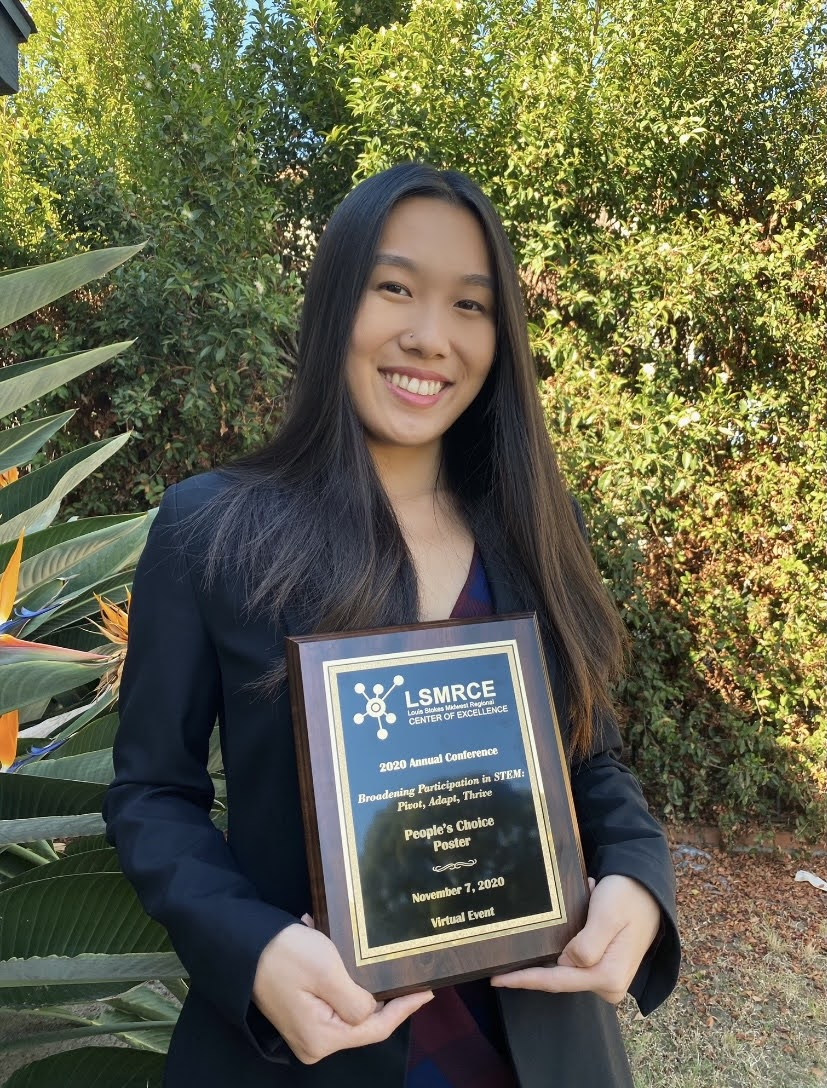 LSMRCE
Louis Stokes Midwest Regional
CENTER OF EXCELLENCE
2020 Annual Conference
Broadening Participation in STEM:
Pivot, Adapt, Thrive
People's Choice
Poster
November 7, 2020
Virtual Event